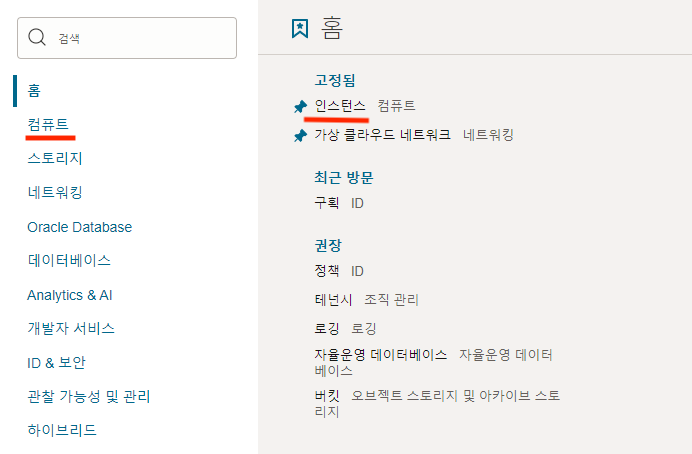 검색
홈
컴퓨트
스토리지
네트워킹
Oracle Database
데이터베이스
Analytics & AI
개발자 서비스
ID & 보안
관찰 가능성 및 관리
하이브리드
홈
고정됨
인스턴스 컴퓨트
가상 클라우드 네트워크 네트워킹
최근 방문
구획 ID
권장
정책 ID
테넌시 조직 관리
로깅 로깅
자율운영 데이터베이스 자율운영 데이터
베이스
버킷 오브젝트 스토리지 및 아카이브 스토
리지